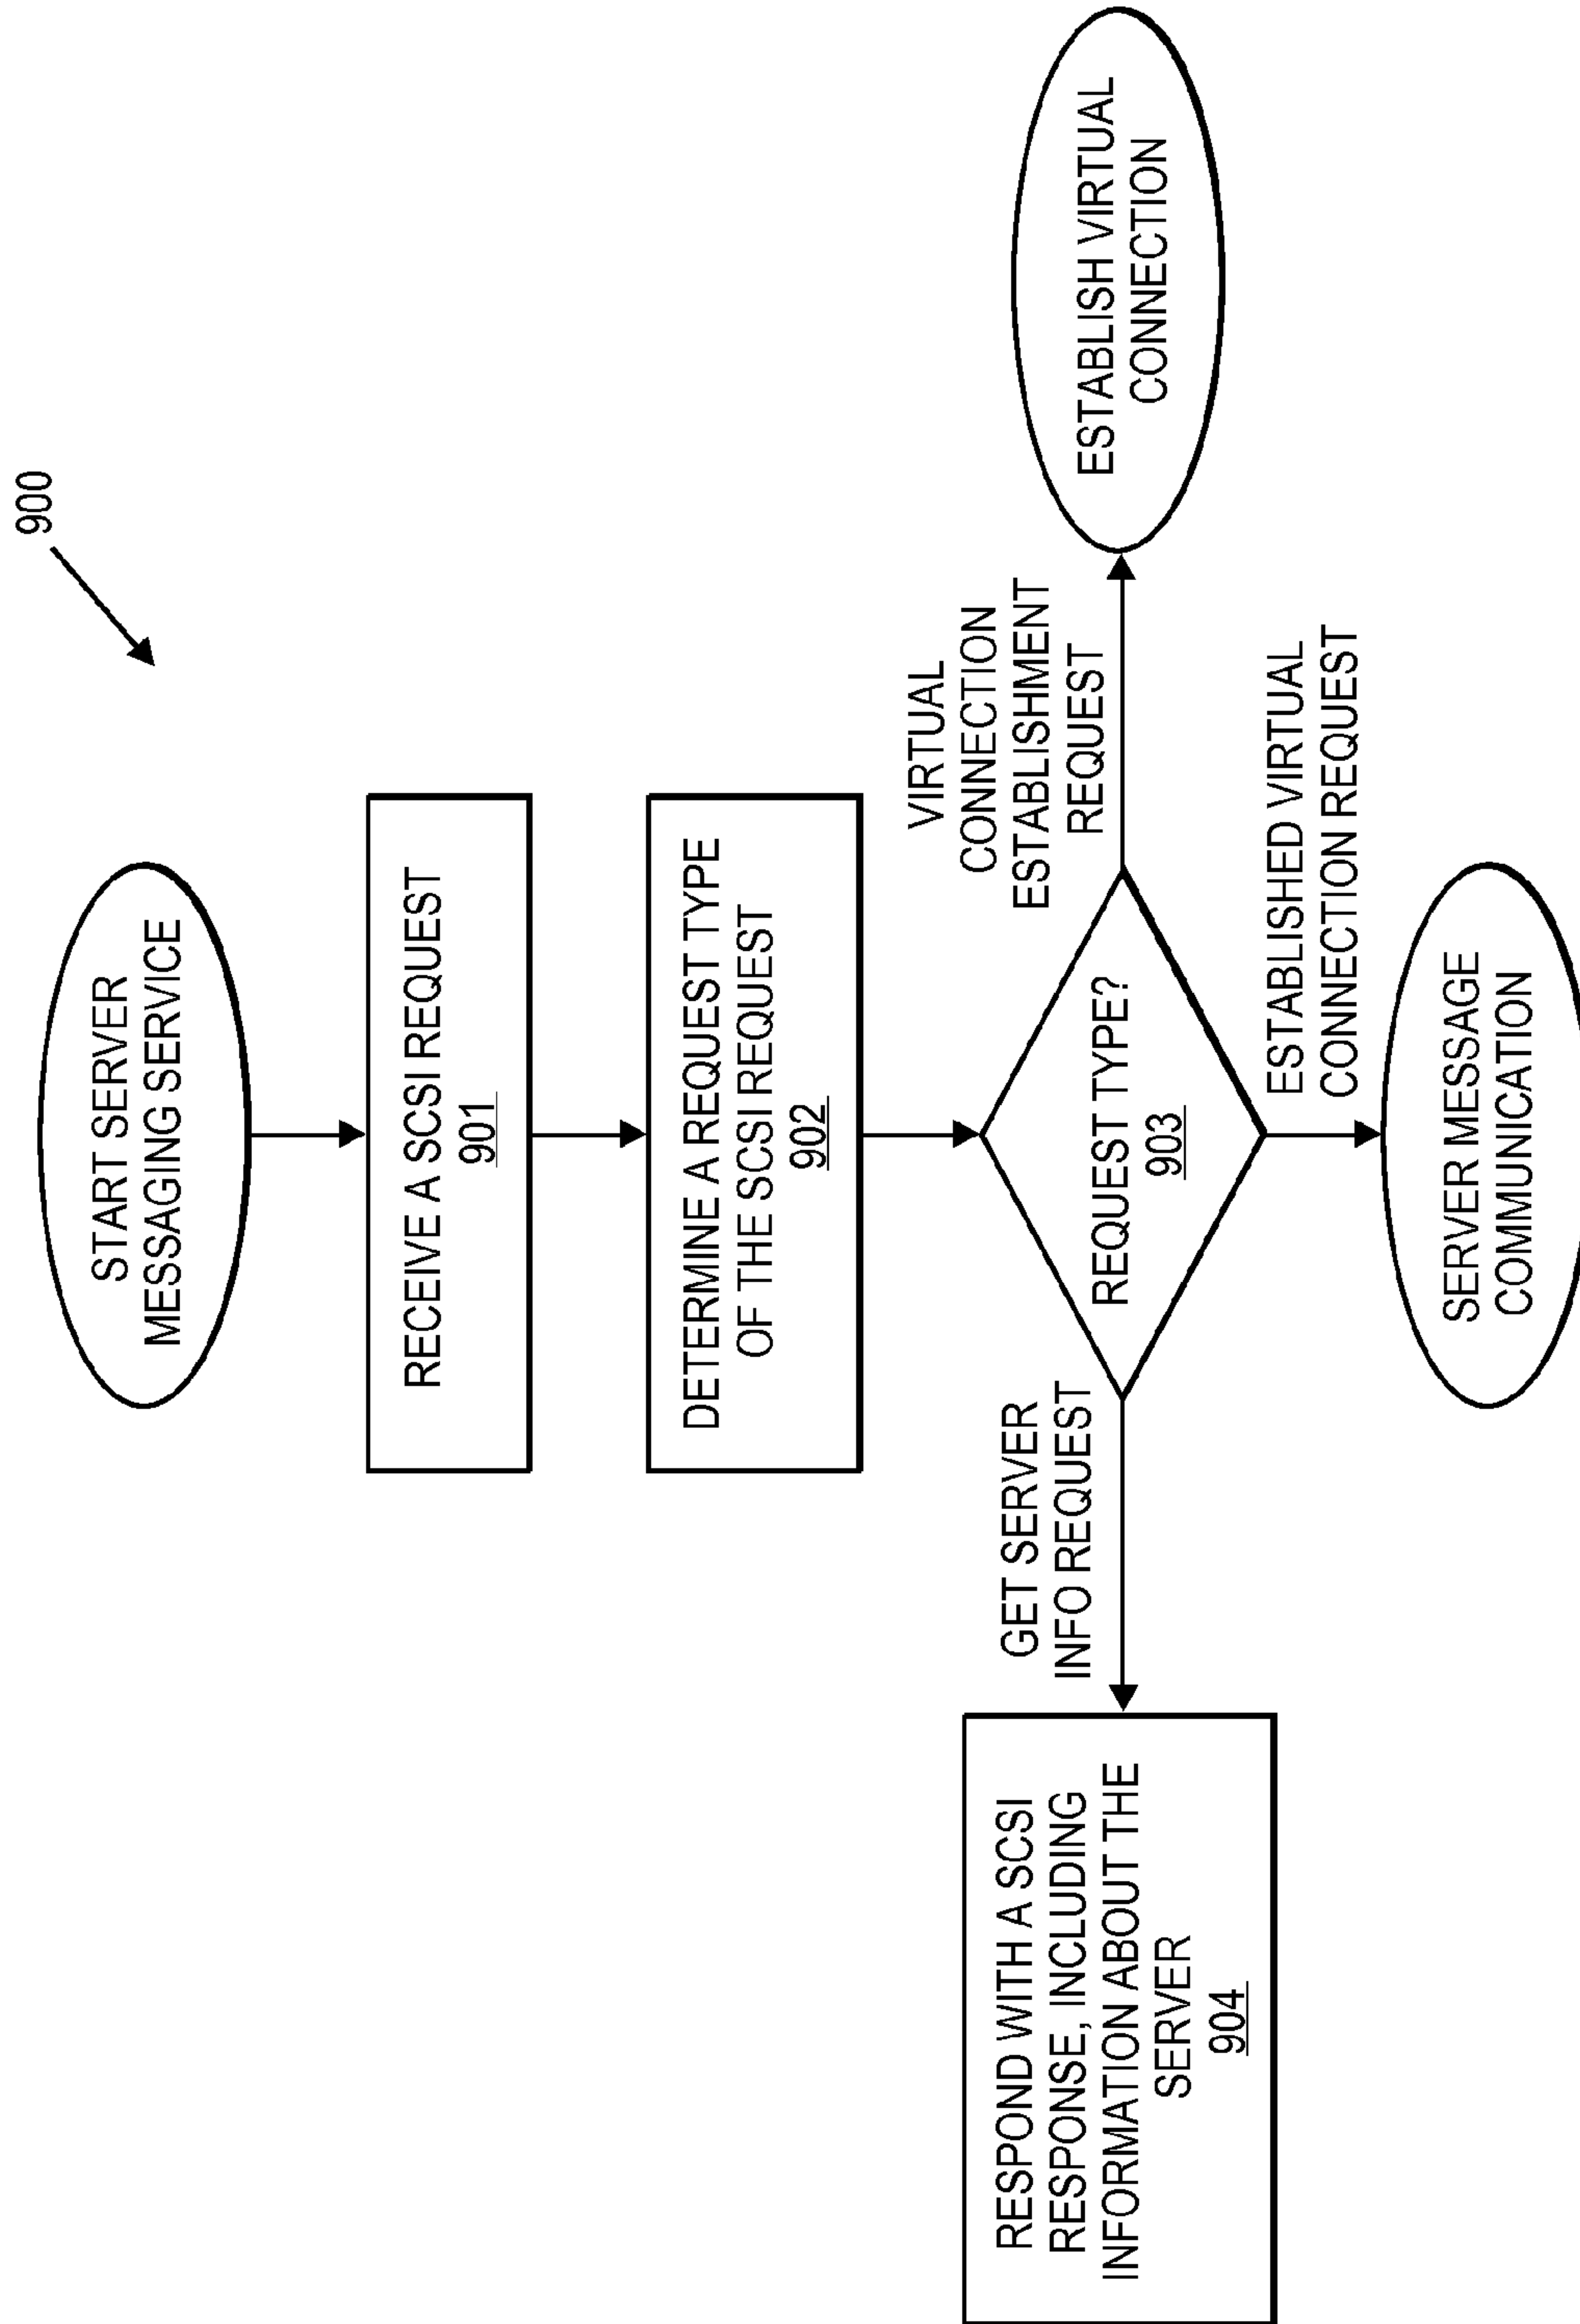 900
START SERVER
MESSAGING SERVICE
RECEIVE A SCSI REQUEST
901
DETERMINE A REQUEST TYPE
OF THE SCSI REQUEST
902
REQUEST TYPE?
903
GET SERVER
INFO REQUEST
RESPOND WITH A SCSI
RESPONSE, INCLUDING
INFORMATION ABOUT THE
SERVER
904
VIRTUAL
CONNECTION
ESTABLISHMENT
REQUEST
ESTABLISH VIRTUAL
CONNECTION
ESTABLISHED VIRTUAL
CONNECTION REQUEST
SERVER MESSAGE
COMMUNICATION